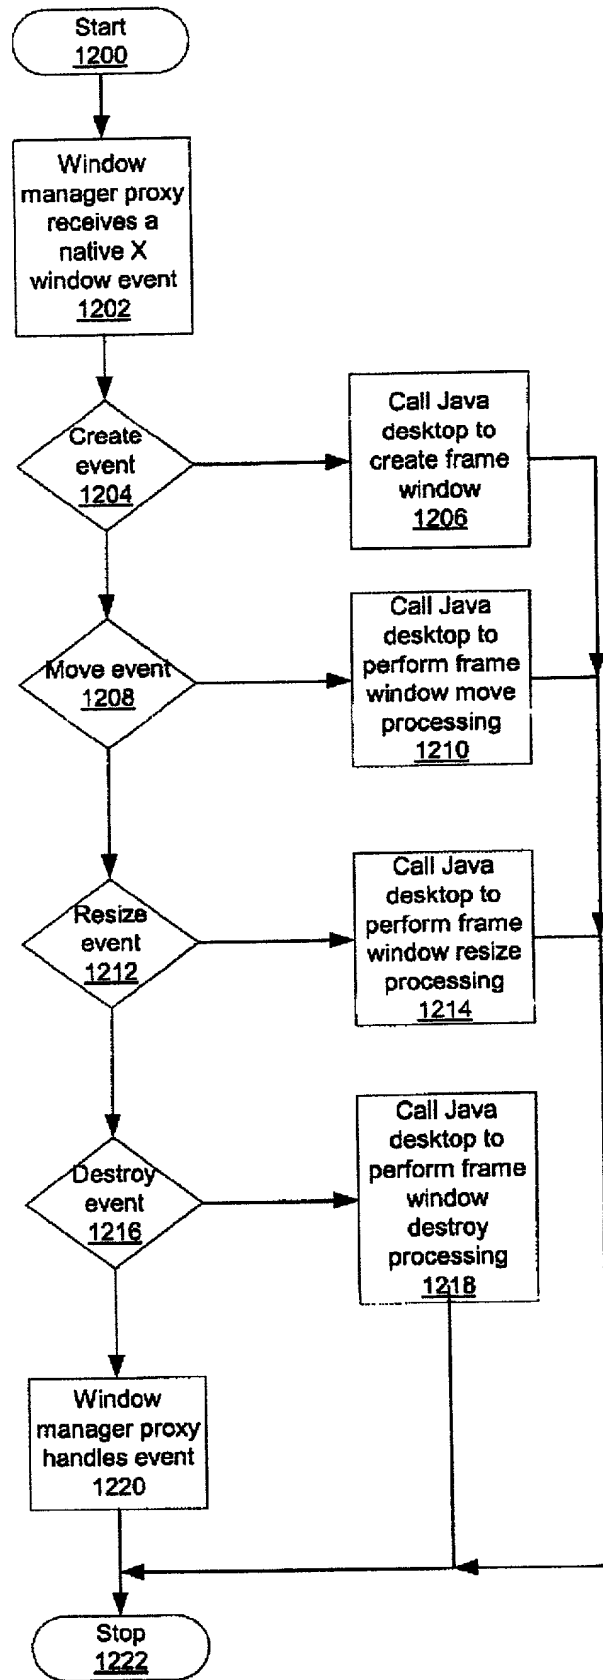 Start
1200
Window
manager proxy
receives a
native X
window event
1202
Create
event
1204
Call Java
desktop to
create frame
window
1206
Move event
1208
Call Java
desktop to
perform frame
window move
processing
1210
Resize
event
1212
Call Java
desktop to
perform frame
window resize
processing
1214
Destroy
event
1216
Call Java
desktop to
perform frame
window
destroy
processing
1218
Window
manager proxy
handles event
1220
Stop
1222